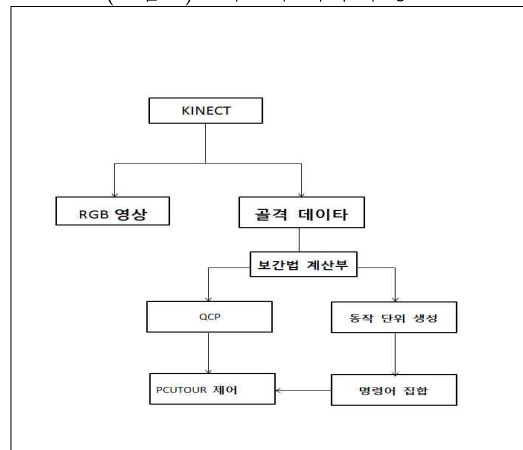 KINECT
RGB 영상
골격 데이타
보간법 계산부
QCP
동작 단위 생성
PCUTOUR 제어
명령어 집합